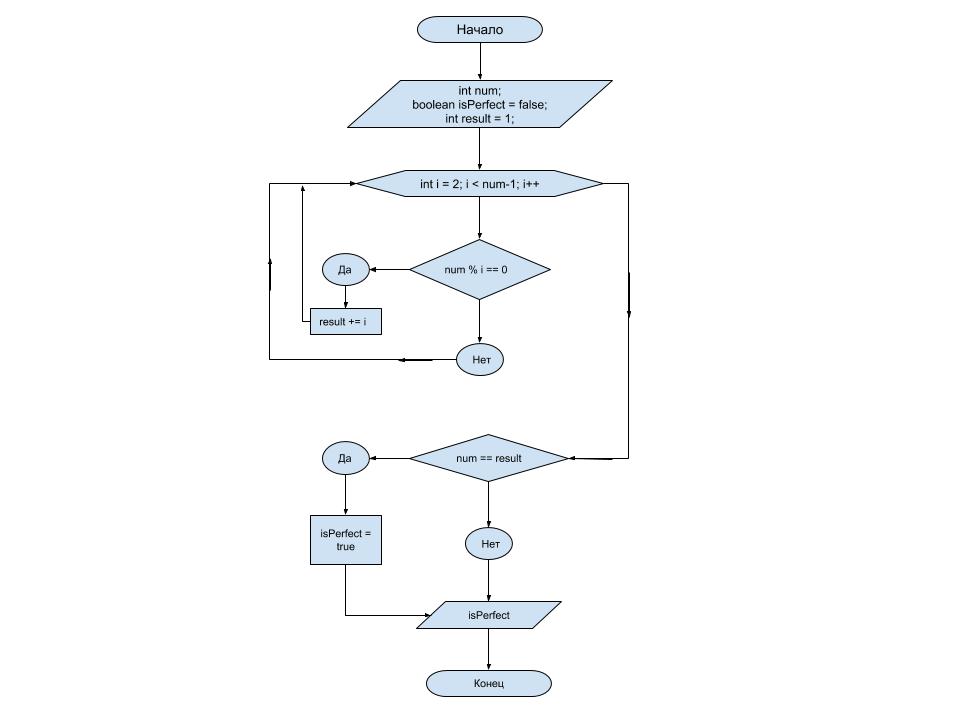 Начало
int num;
boolean isPerfect = false;
int result = 1;
int i = 2; i < num-1; i++
num % i == 0
Да
result += i
Нет
num == result
Да
isPerfect =
true
Нет
isPerfect
Конец